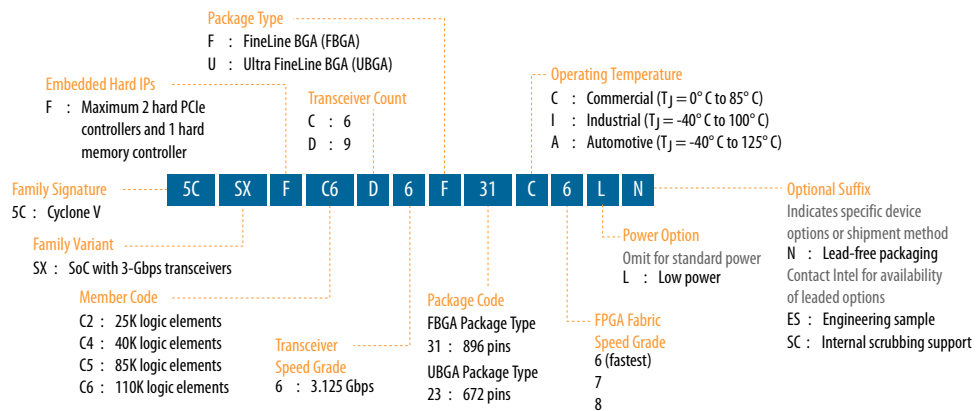 Package Type
F : FineLine BGA (FBGA)
U : Ultra FineLine BGA (UBGA)
Embedded Hard IPs
F : Maximum 2 hard PCIe
controllers and 1 hard
memory controller
Transceiver Count
C : 6
D : 9
Operating Temperature
C : Commercial (TJ = 0° C to 85° C)
I : Industrial (TJ = -40° C to 100° C)
A : Automotive (TJ = -40° C to 125° C)
Family Signature
5C : Cyclone V
5C SX F C6 D 6 F 31 C 6 L N
Family Variant
SX : SoC with 3-Gbps transceivers
Member Code
C2 : 25K logic elements
C4 : 40K logic elements
C5 : 85K logic elements
C6 : 110K logic elements
Transceiver
Speed Grade
6 : 3.125 Gbps
Package Code
FBGA Package Type
31 : 896 pins
UBGA Package Type
23 : 672 pins
FPGA Fabric
Speed Grade
6 (fastest)
7
8
Power Option
Omit for standard power
L : Low power
Optional Suffix
Indicates specific device
options or shipment method
N : Lead-free packaging
Contact Intel for availability
of leaded options
ES : Engineering sample
SC : Internal scrubbing support